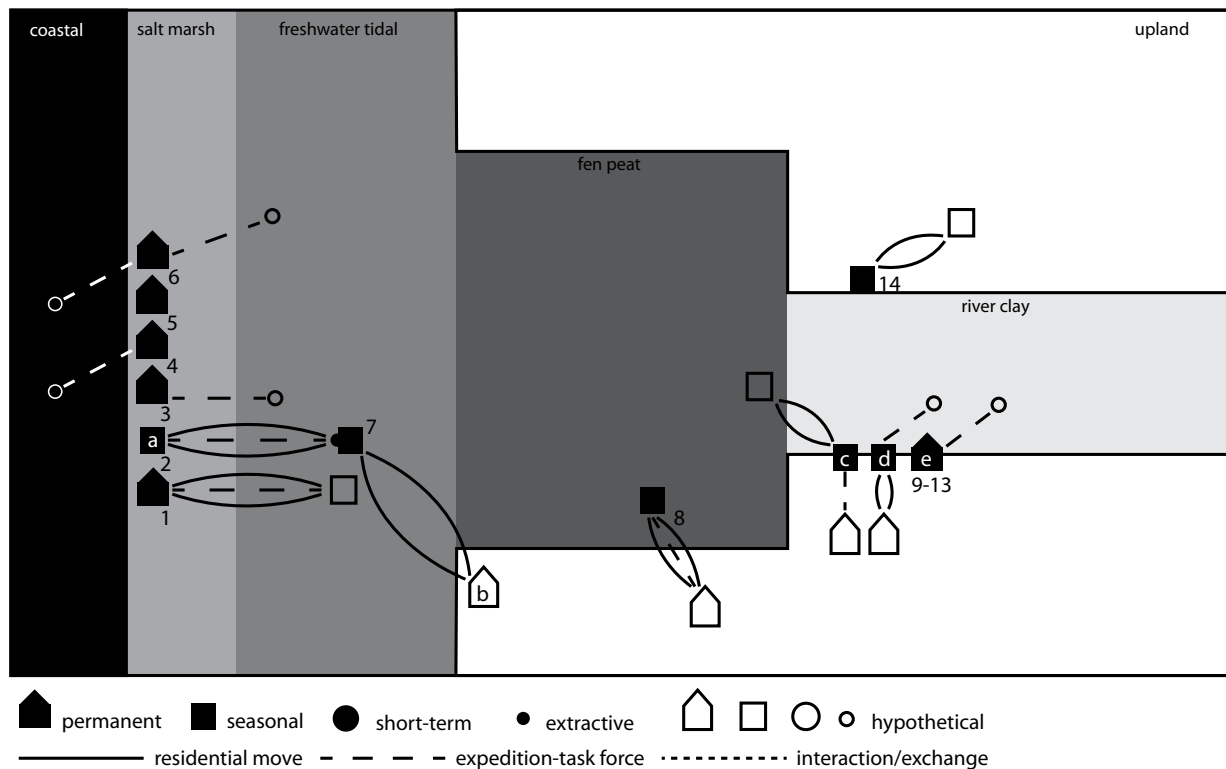 coastal salt marsh freshwater tidal upland
fen peat
14
river clay
6
5
4
3
7
a
2
c d e
9-13
1
8
b
permanent seasonal short-term extractive hypothetical
residential move expedition-task force interaction/exchange